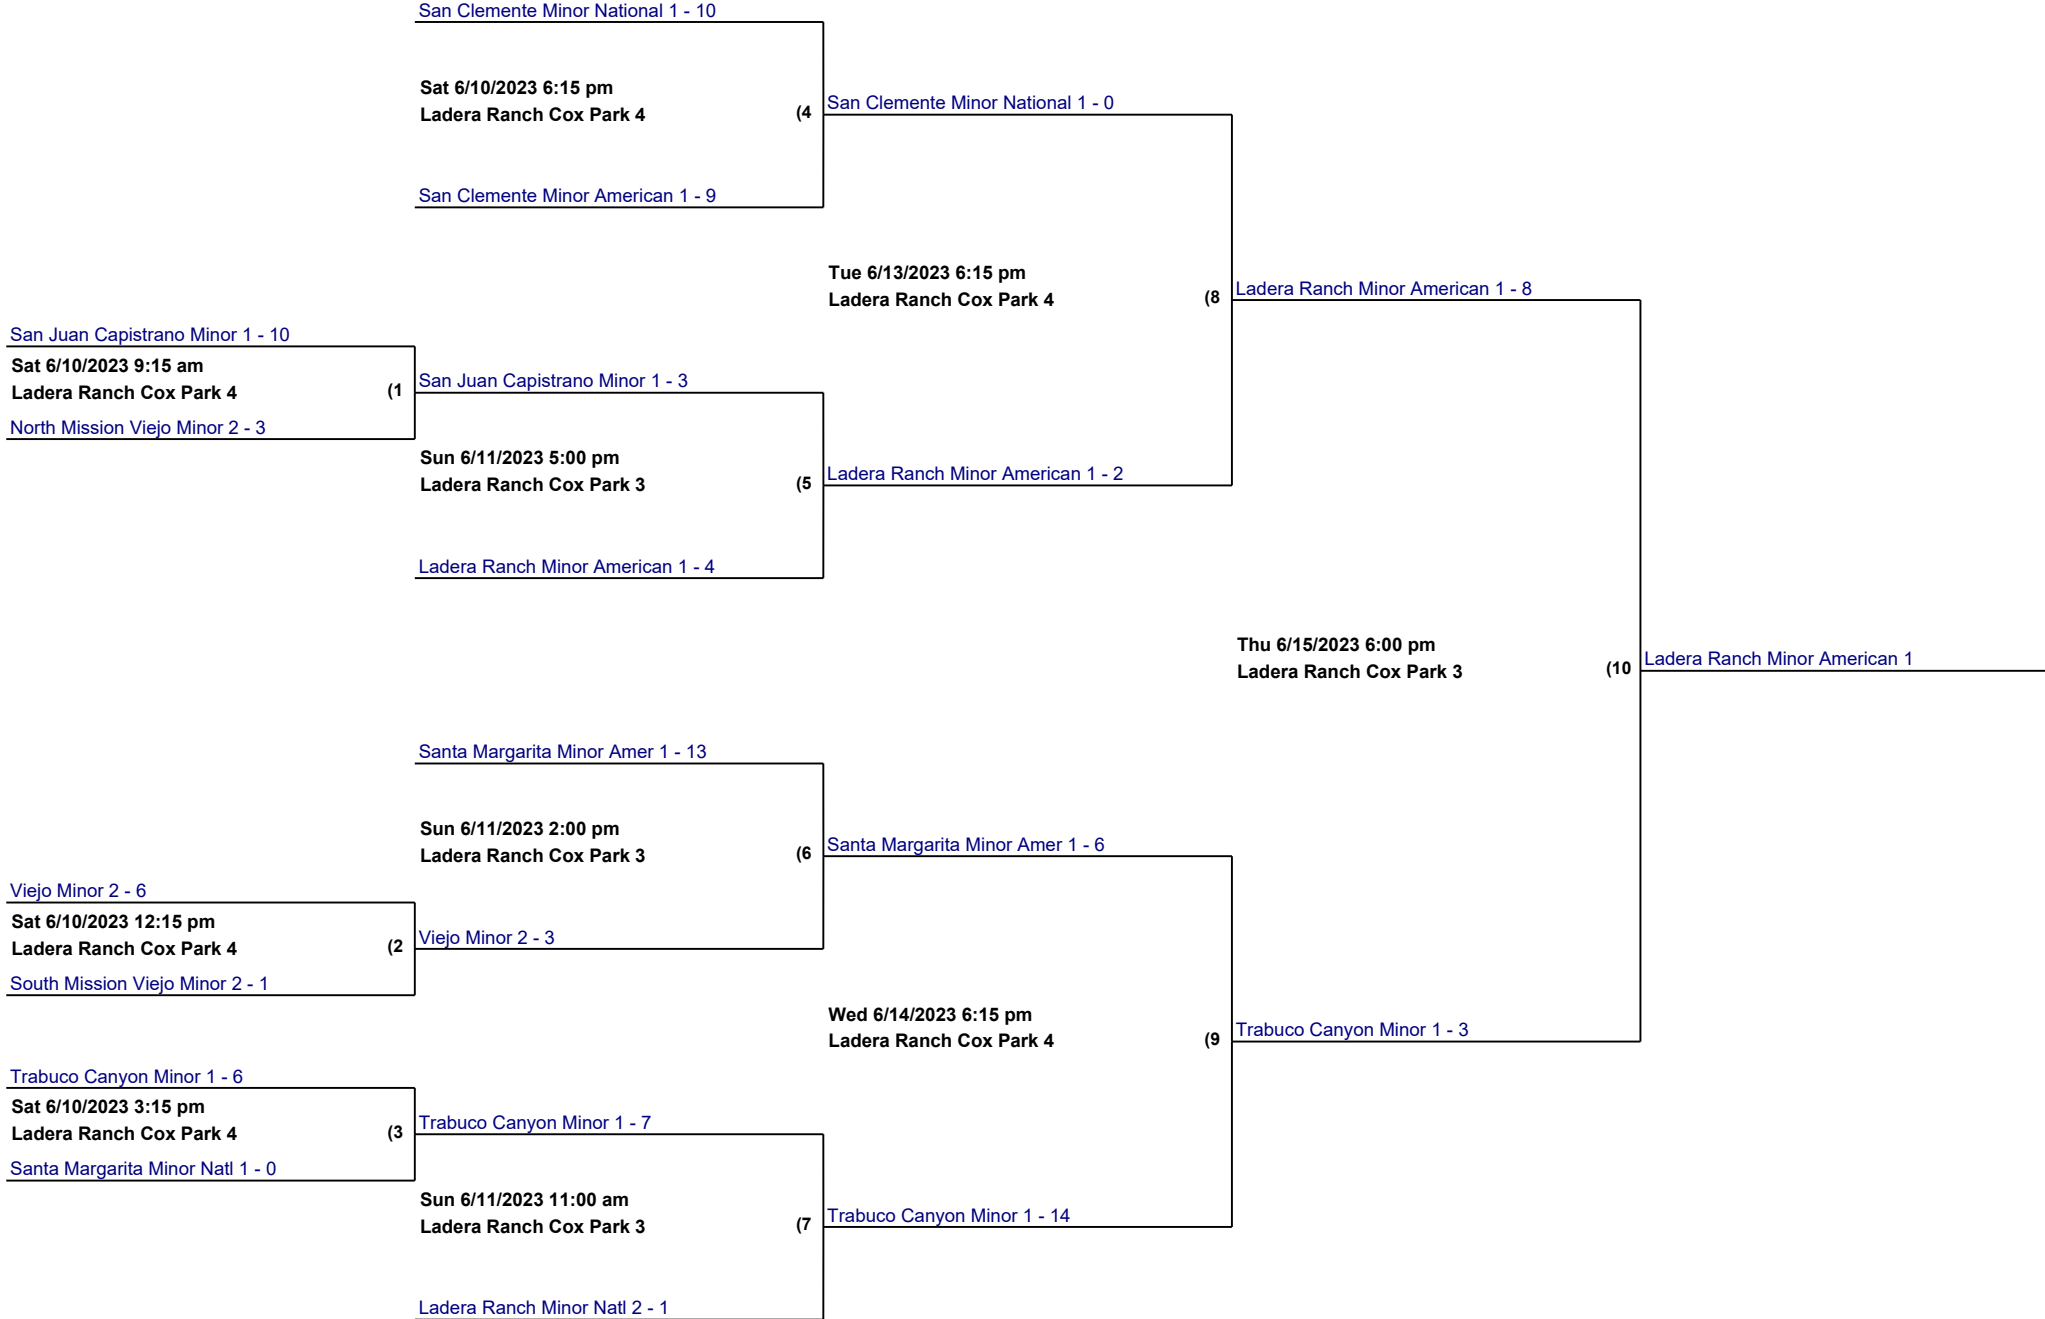 San Clemente Minor National 1 - 10
Sat 6/10/2023 6:15 pm
Ladera Ranch Cox Park 4
(4
San Clemente Minor National 1 - 0
San Clemente Minor American 1 - 9
Tue 6/13/2023 6:15 pm
Ladera Ranch Cox Park 4
(8
Ladera Ranch Minor American 1 - 8
San Juan Capistrano Minor 1 - 10
Sat 6/10/2023 9:15 am
Ladera Ranch Cox Park 4
(1
San Juan Capistrano Minor 1 - 3
North Mission Viejo Minor 2 - 3
Sun 6/11/2023 5:00 pm
Ladera Ranch Cox Park 3
(5
Ladera Ranch Minor American 1 - 2
Ladera Ranch Minor American 1 - 4
Thu 6/15/2023 6:00 pm
Ladera Ranch Cox Park 3
(10
Ladera Ranch Minor American 1
Santa Margarita Minor Amer 1 - 13
Sun 6/11/2023 2:00 pm
Ladera Ranch Cox Park 3
(6
Santa Margarita Minor Amer 1 - 6
Viejo Minor 2 - 6
Sat 6/10/2023 12:15 pm
Ladera Ranch Cox Park 4
(2
Viejo Minor 2 - 3
South Mission Viejo Minor 2 - 1
Wed 6/14/2023 6:15 pm
Ladera Ranch Cox Park 4
(9
Trabuco Canyon Minor 1 - 3
Trabuco Canyon Minor 1 - 6
Sat 6/10/2023 3:15 pm
Ladera Ranch Cox Park 4
(3
Trabuco Canyon Minor 1 - 7
Santa Margarita Minor Natl 1 - 0
Sun 6/11/2023 11:00 am
Ladera Ranch Cox Park 3
(7
Trabuco Canyon Minor 1 - 14
Ladera Ranch Minor Natl 2 - 1